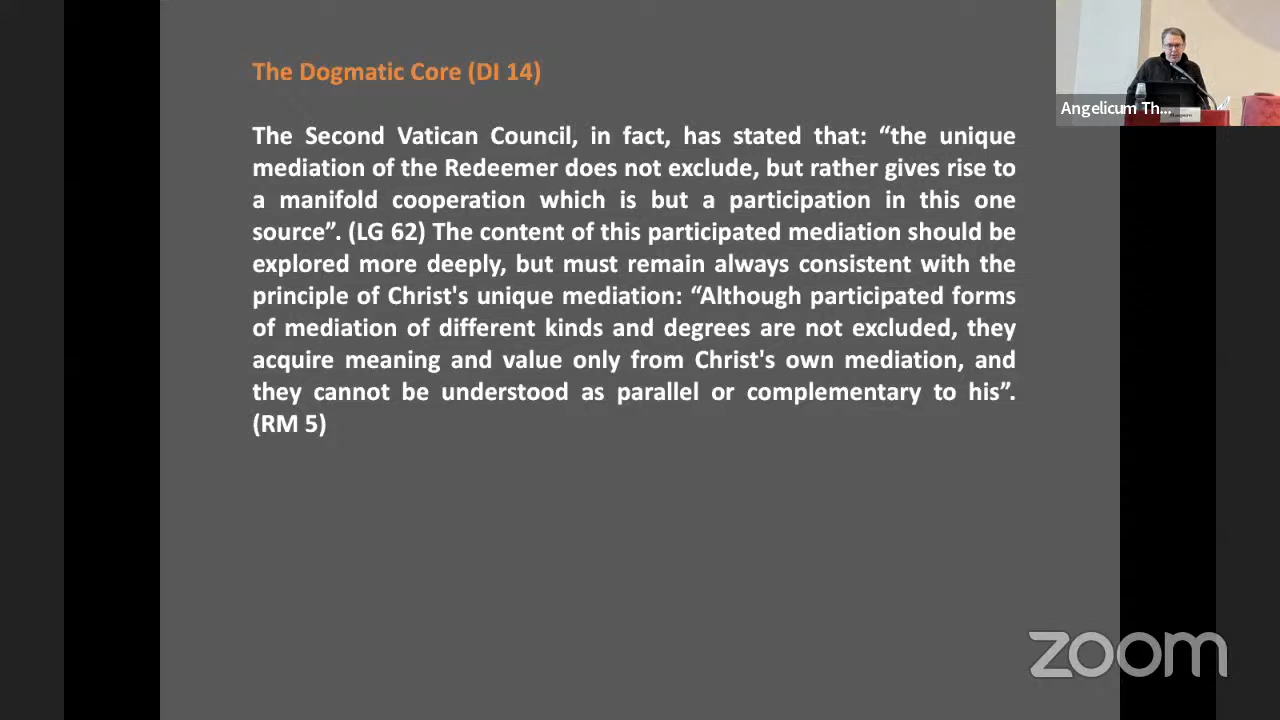 The Dogmatic Core (DI 14)
The Second Vatican Council, in fact, has stated that: “the unique
mediation of the Redeemer does not exclude, but rather gives rise to
a manifold cooperation which is but a participation in this one
source”. (LG 62) The content of this participated mediation should be
explored more deeply, but must remain always consistent with the
principle of Christ's unique mediation: “Although participated forms
of mediation of different kinds and degrees are not excluded, they
acquire meaning and value only from Christ's own mediation, and
they cannot be understood as parallel or complementary to his”.
(RM 5)
Angelicum Th...
zoom